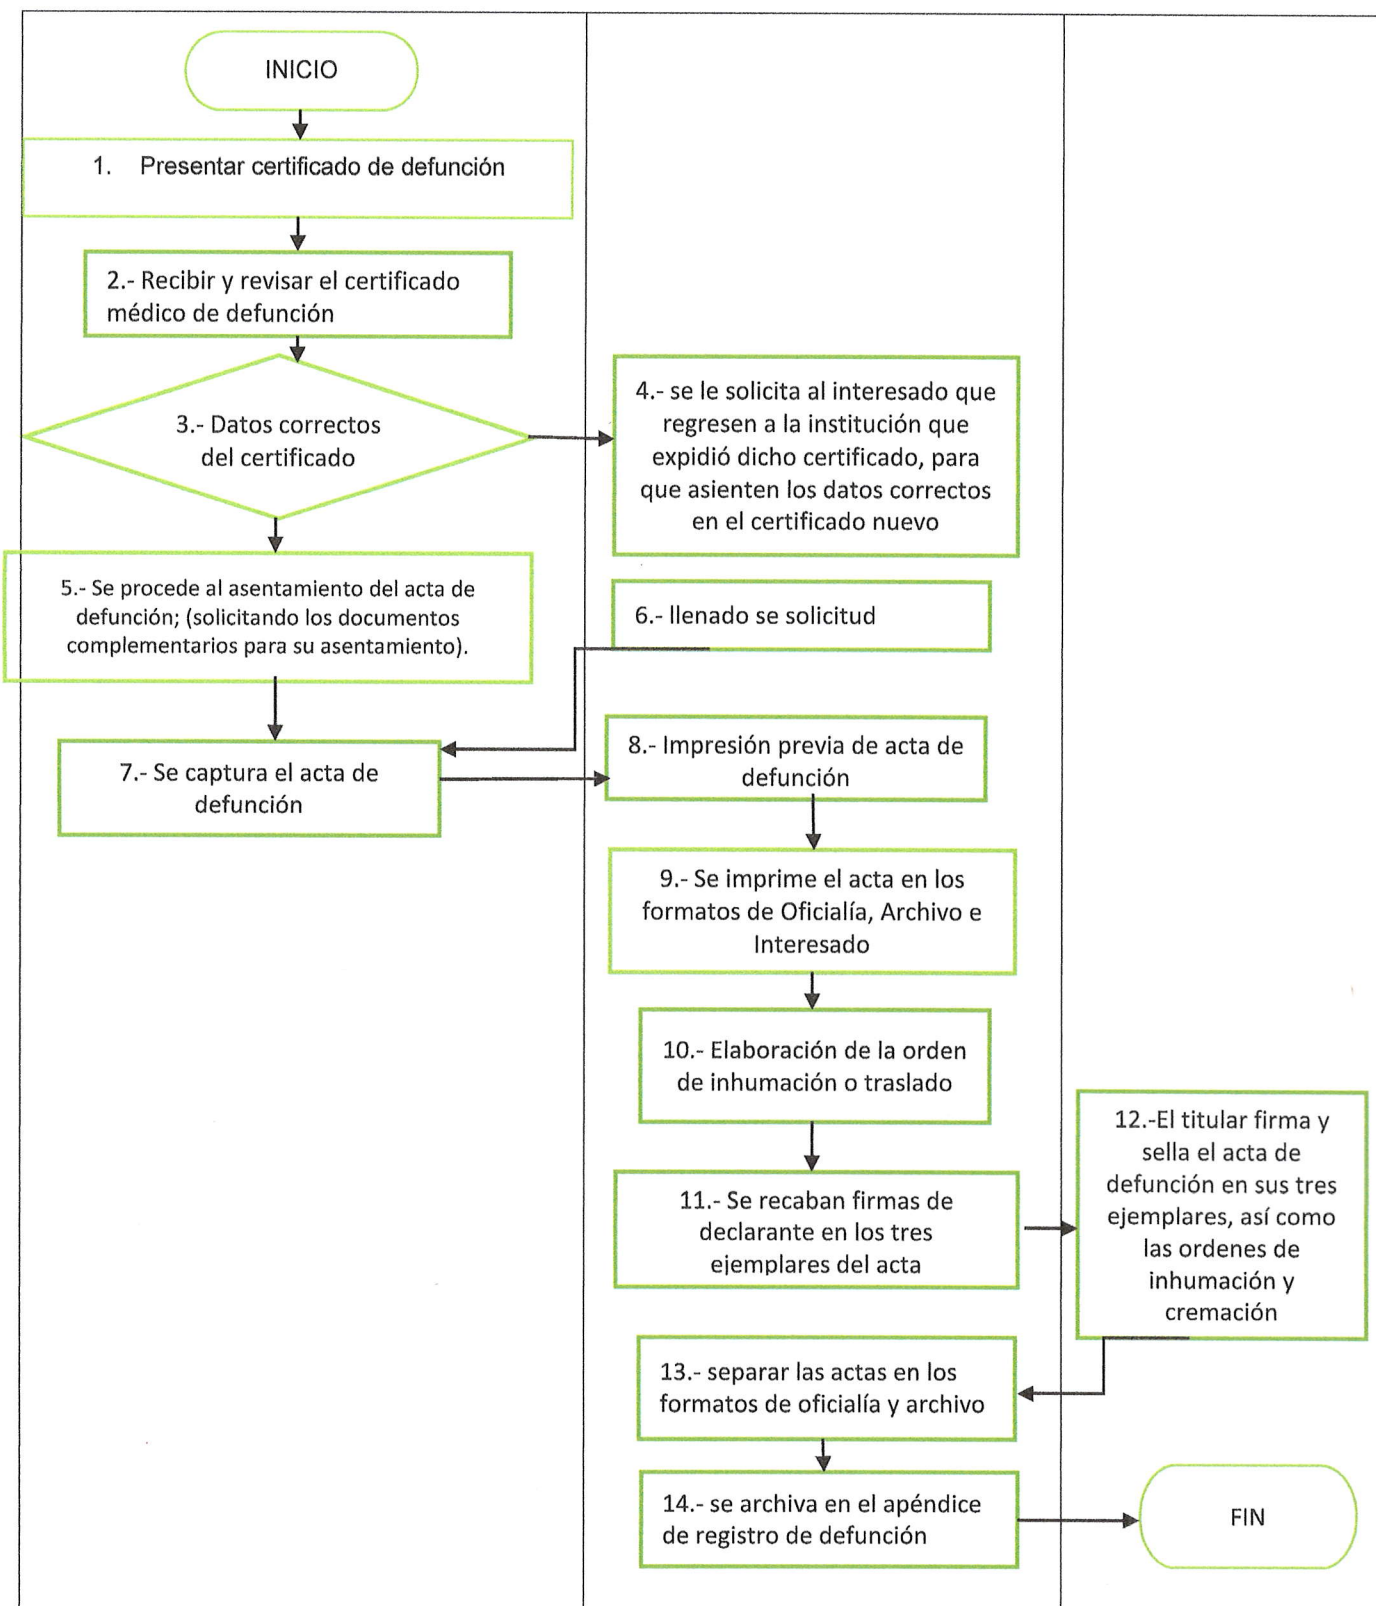 INICIO
1. Presentar certificado de defunción
2.- Recibir y revisar el certificado
médico de defunción
3.- Datos correctos
del certificado
4.- se le solicita al interesado que
regresen a la institución que
expidió dicho certificado, para
que asienten los datos correctos
en el certificado nuevo
5.- Se procede al asentamiento del acta de
defunción; (solicitando los documentos
complementarios para su asentamiento).
6.- llenado se solicitud
7.- Se captura el acta de
defunción
8.- Impresión previa de acta de
defunción
9.- Se imprime el acta en los
formatos de Oficialía, Archivo e
Interesado
10.- Elaboración de la orden
de inhumación o traslado
11.- Se recaban firmas de
declarante en los tres
ejemplares del acta
12.-El titular firma y
sella el acta de
defunción en sus tres
ejemplares, así como
las ordenes de
inhumación y
cremación
13.- separar las actas en los
formatos de oficialía y archivo
14.- se archiva en el apéndice
de registro de defunción
FIN